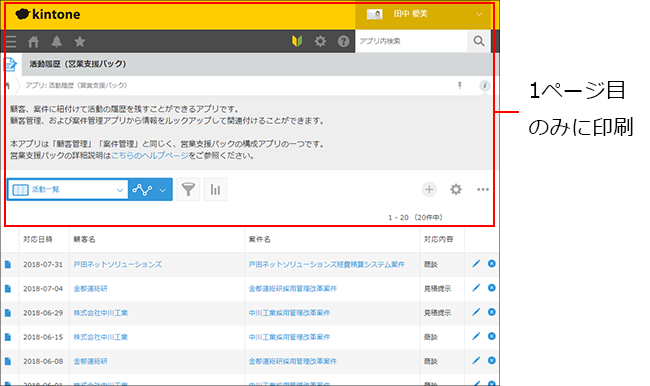 kintone
田中 愛美
アプリ内検索
活動履歴（営業支援パック）
アプリ: 活動履歴（営業支援パック）
顧客、案件に紐付けて活動の履歴を残すことができるアプリです。
顧客管理、および案件管理アプリから情報をルックアップして関連付けることができます。
本アプリは「顧客管理」「案件管理」と同じく、営業支援パックの構成アプリの一つです。
営業支援パックの詳細説明はこちらのヘルプページをご参照ください。
活動一覧
1 - 20 （20件中）
1ページ目
のみに印刷
対応日時 顧客名 案件名 対応内容
2018-07-31 戸田ネットソリューションズ 戸田ネットソリューションズ経費精算システム案件 商談
2018-07-04 金都運総研 金都運総研採用管理改革案件 見積提示
2018-06-29 株式会社中川工業 中川工業採用管理改革案件 見積提示
2018-06-15 株式会社中川工業 中川工業採用管理改革案件 商談
2018-06-08 金都運総研 金都運総研採用管理改革案件 商談